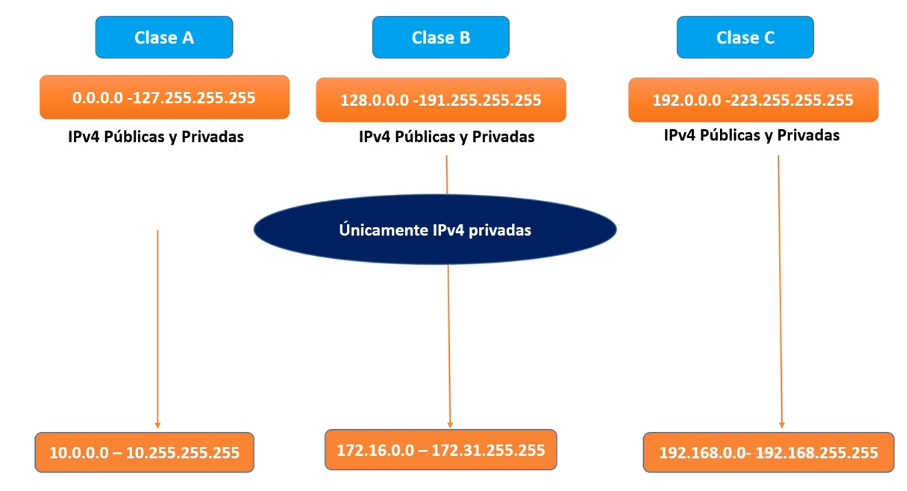 Clase A
Clase B
Clase C
0.0.0.0 -127.255.255.255
128.0.0.0 -191.255.255.255
192.0.0.0 -223.255.255.255
IPv4 Públicas y Privadas
IPv4 Públicas y Privadas
IPv4 Públicas y Privadas
Únicamente IPv4 privadas
10.0.0.0 – 10.255.255.255
172.16.0.0 – 172.31.255.255
192.168.0.0- 192.168.255.255